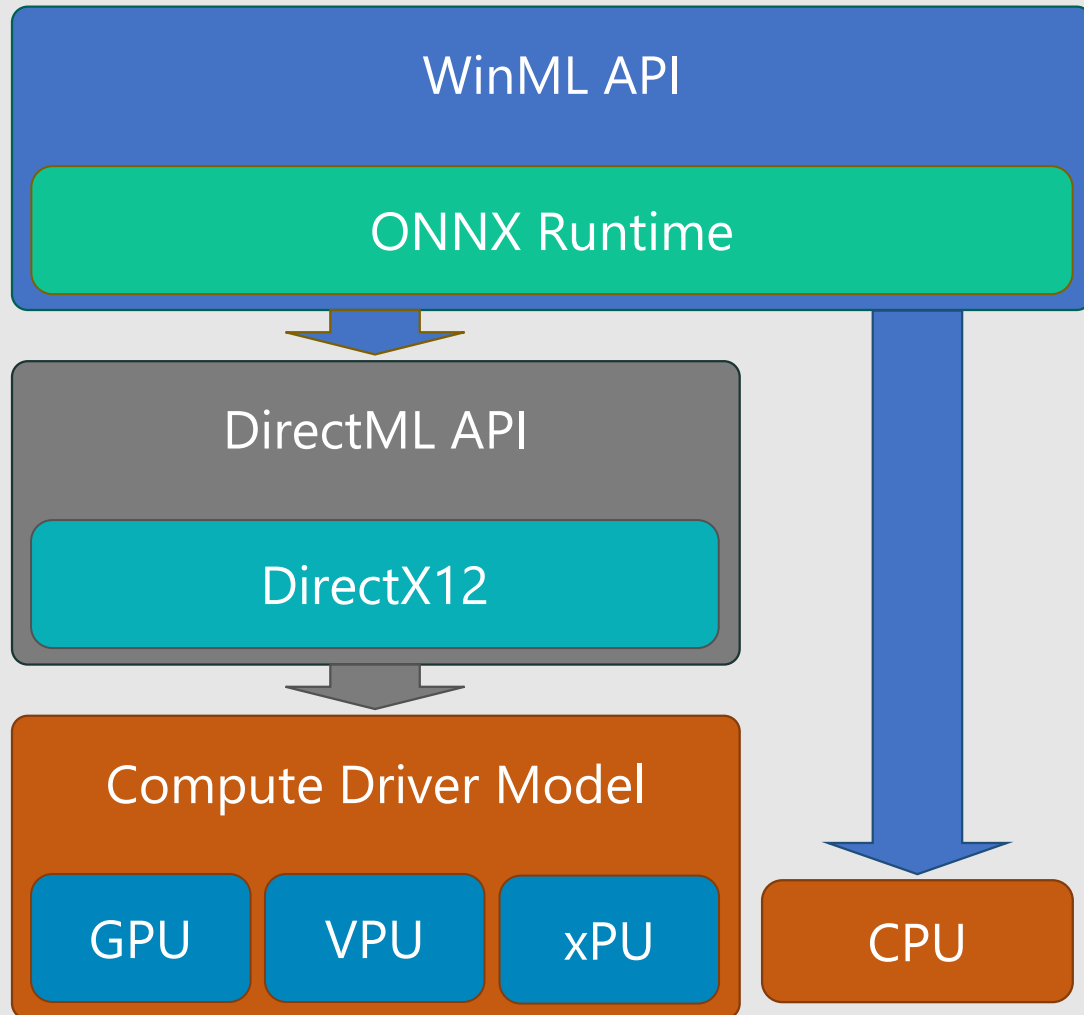 WinML API
ONNX Runtime
DirectML API
DirectX12
Compute Driver Model
GPU
VPU
xPU
CPU